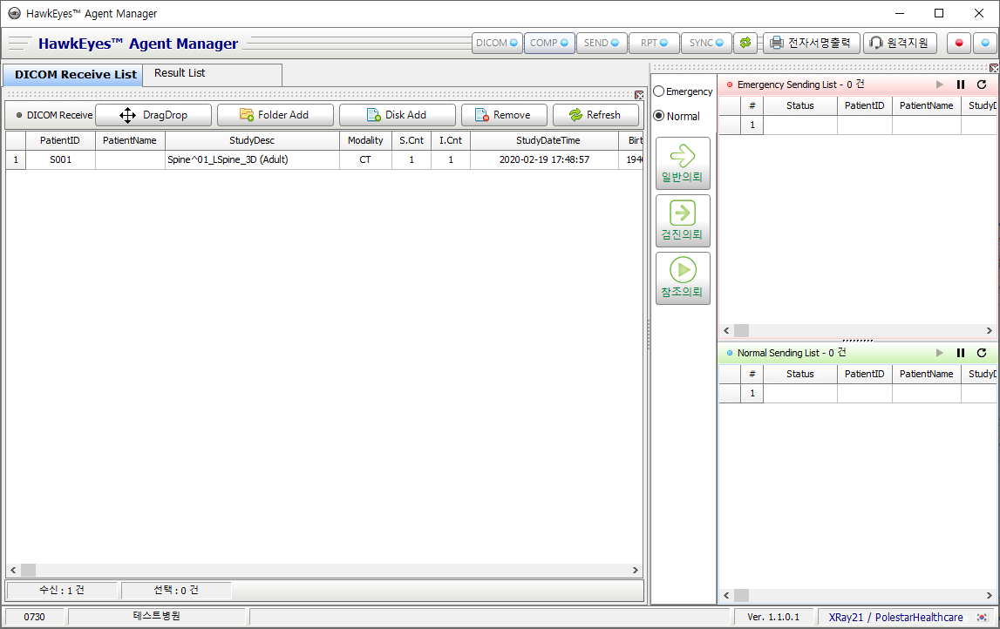 HawkEyes™ Agent Manager
HawkEyes™ Agent Manager
DICOM COMP SEND RPT SYNC 전자서명출력 원격지원
DICOM Receive List Result List
DICOM Receive DragDrop Folder Add Disk Add Remove Refresh
PatientID PatientName StudyDesc Modality S.Cnt I.Cnt StudyDateTime Birt
1 S001 Spine^01_LSpine_3D (Adult) CT 1 1 2020-02-19 17:48:57 1940
수신 : 1 건 선택 : 0 건
Emergency
Normal
일반의뢰
검진의뢰
참조의뢰
Emergency Sending List - 0 건
# Status PatientID PatientName StudyD
1
Normal Sending List - 0 건
# Status PatientID PatientName StudyD
1
0730 테스트병원 Ver. 1.1.0.1 XRay21 / PolestarHealthcare